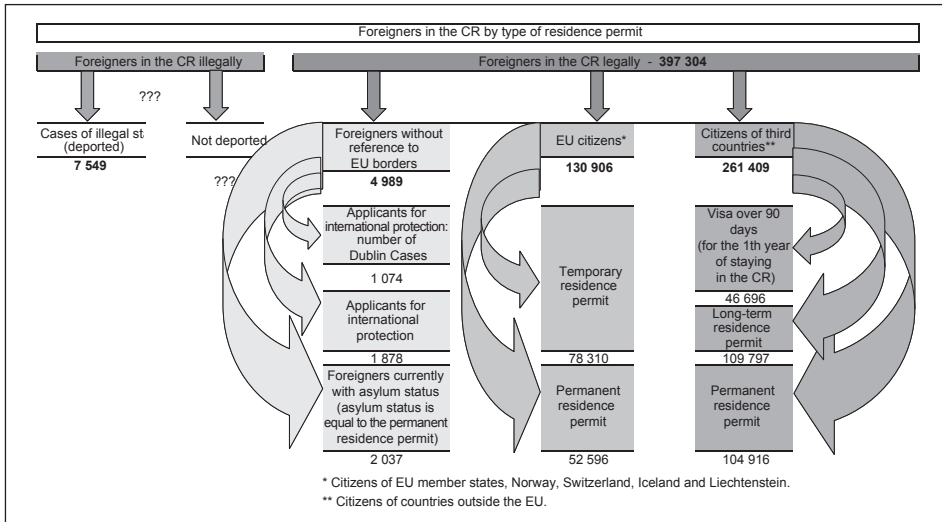 Foreigners in the CR by type of residence permit
Foreigners in the CR illegally
Foreigners in the CR legally - 397 304
???
Cases of illegal st
(deported)
7 549
Not deported
???
Foreigners without
reference to
EU borders
4 989
Applicants for
international protection:
number of
Dublin Cases
1 074
Applicants for
international
protection
1 878
Foreigners currently
with asylum status
(asylum status is
equal to the permanent
residence permit)
2 037
EU citizens*
130 906
Temporary
residence
permit
78 310
Permanent
residence
permit
52 596
Citizens of third
countries**
261 409
Visa over 90
days
(for the 1th year
of staying
in the CR)
46 696
Long-term
residence
permit
109 797
Permanent
residence
permit
104 916
* Citizens of EU member states, Norway, Switzerland, Iceland and Liechtenstein.
** Citizens of countries outside the EU.